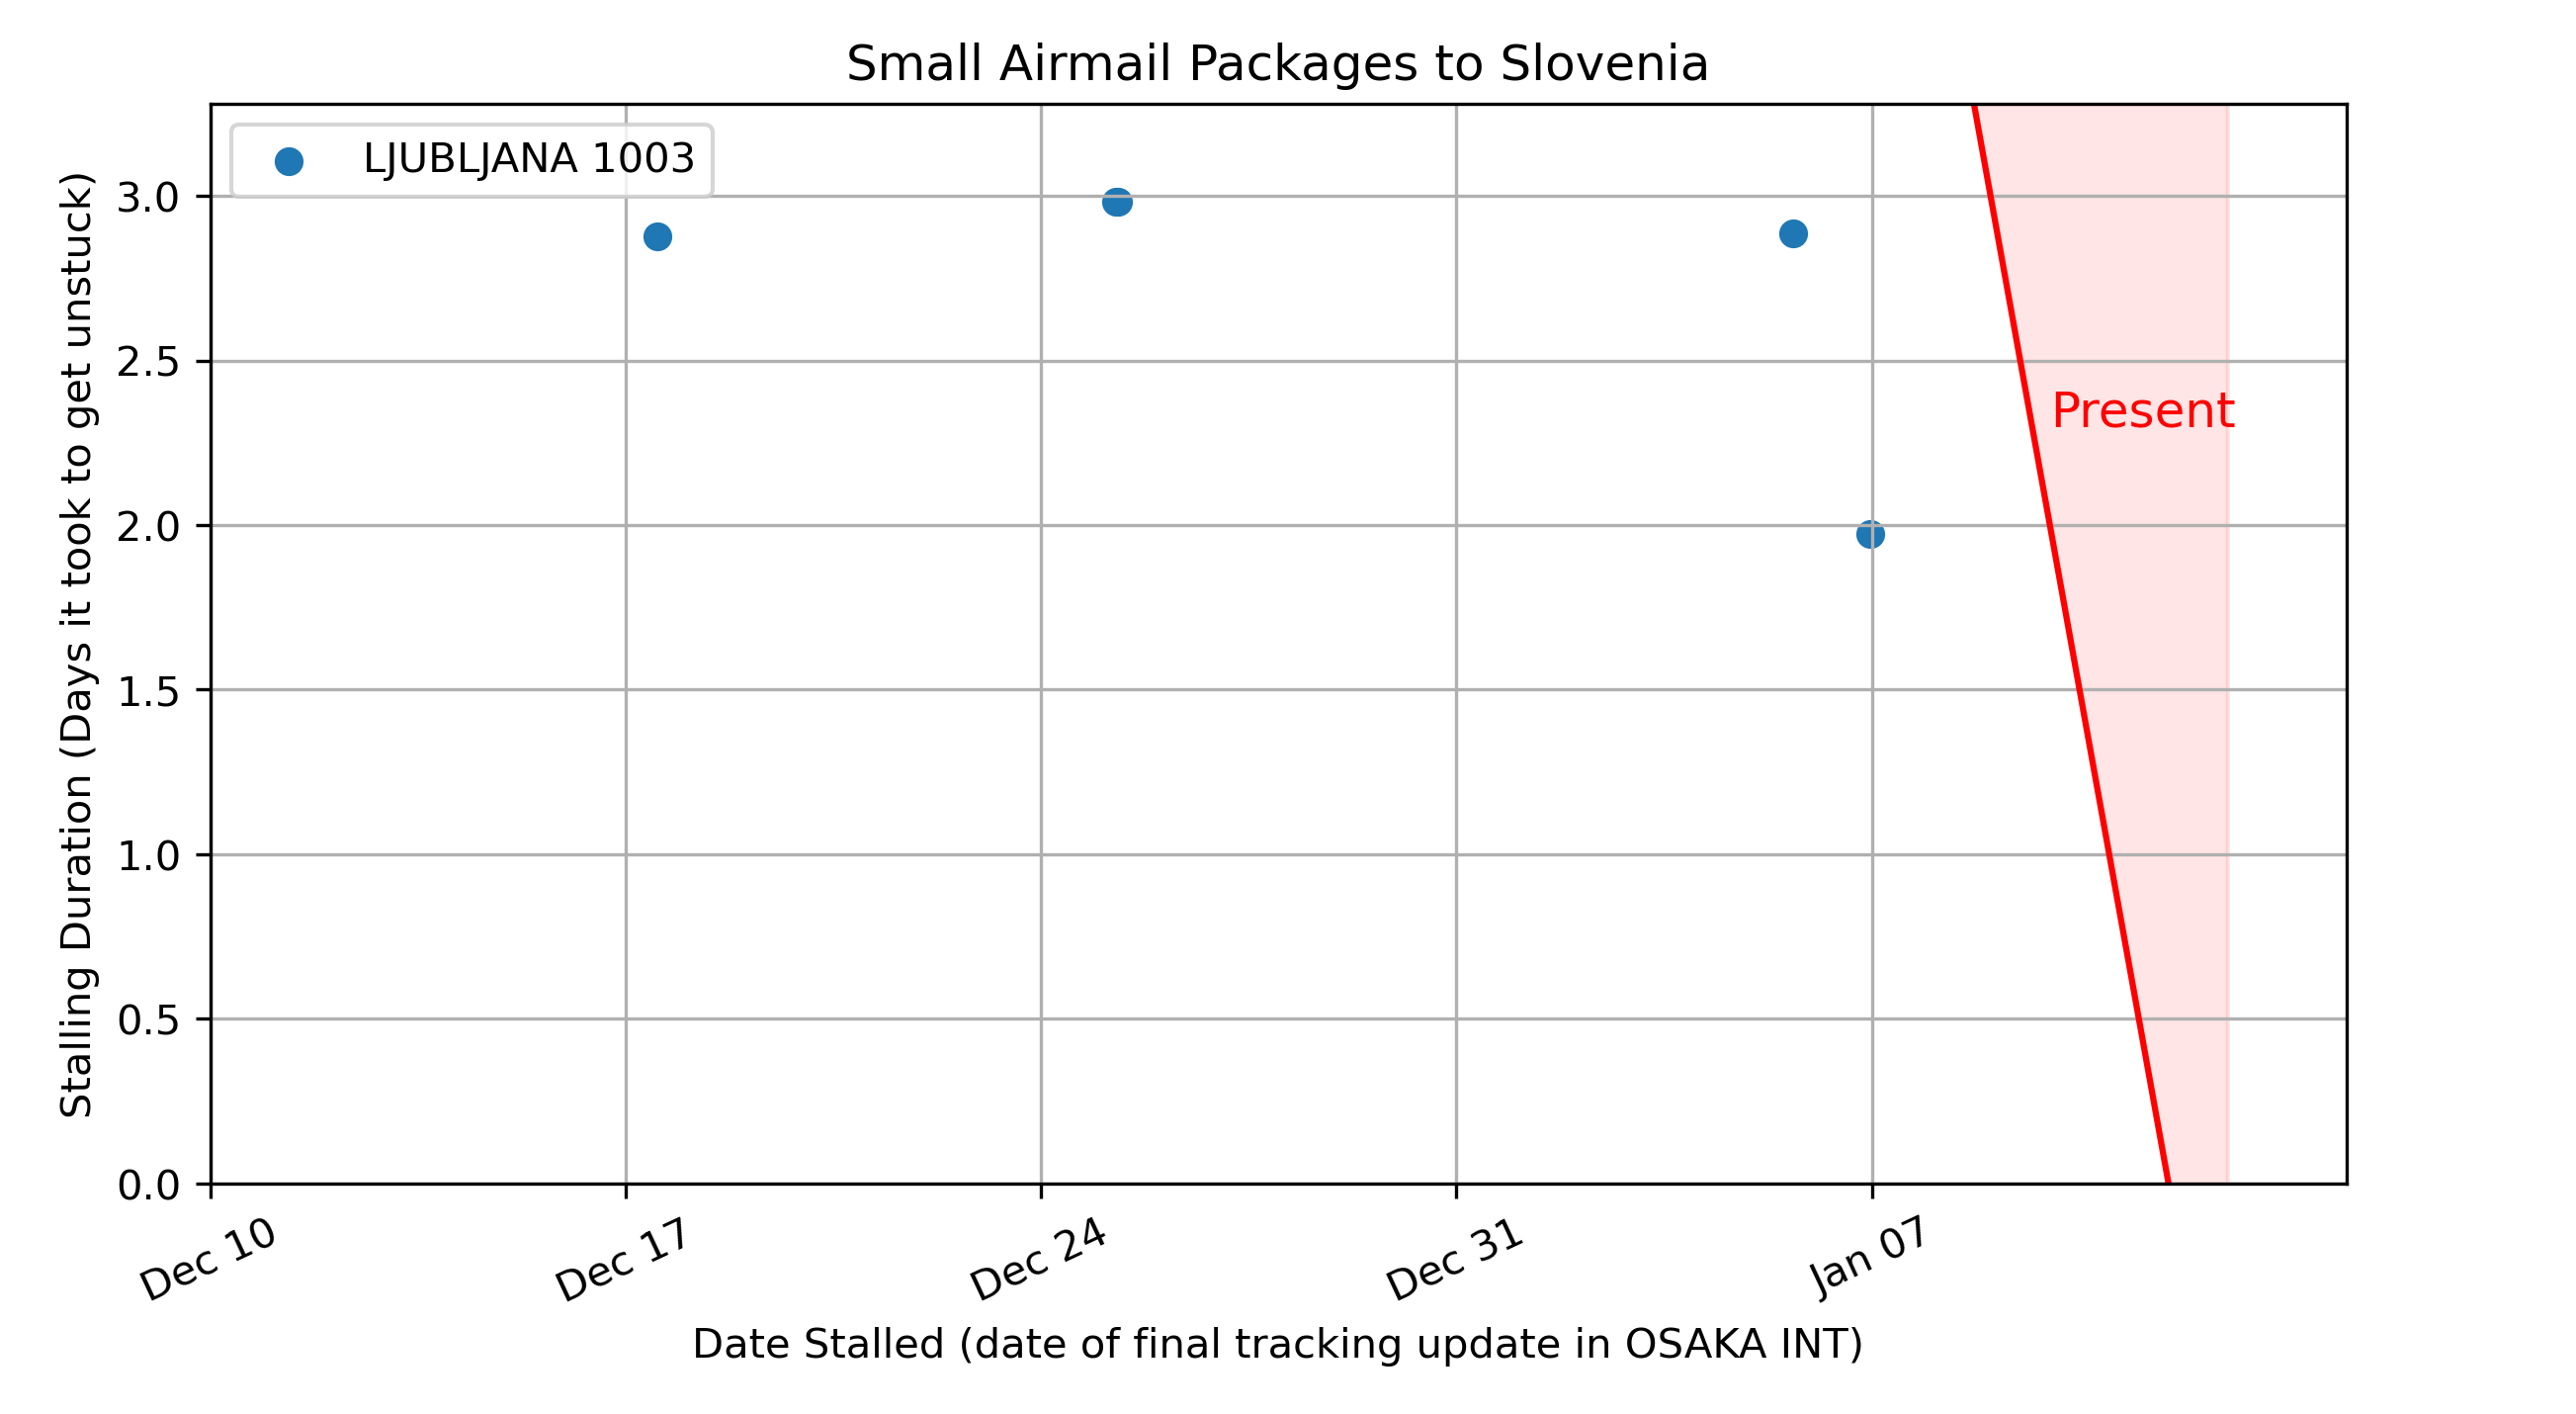 Small Airmail Packages to Slovenia
LJUBLJANA 1003
Stalling Duration (Days it took to get unstuck)
3.0
2.5
2.0
1.5
1.0
0.5
0.0
Present
Dec 10
Dec 17
Dec 24
Dec 31
Jan 07
Date Stalled (date of final tracking update in OSAKA INT)